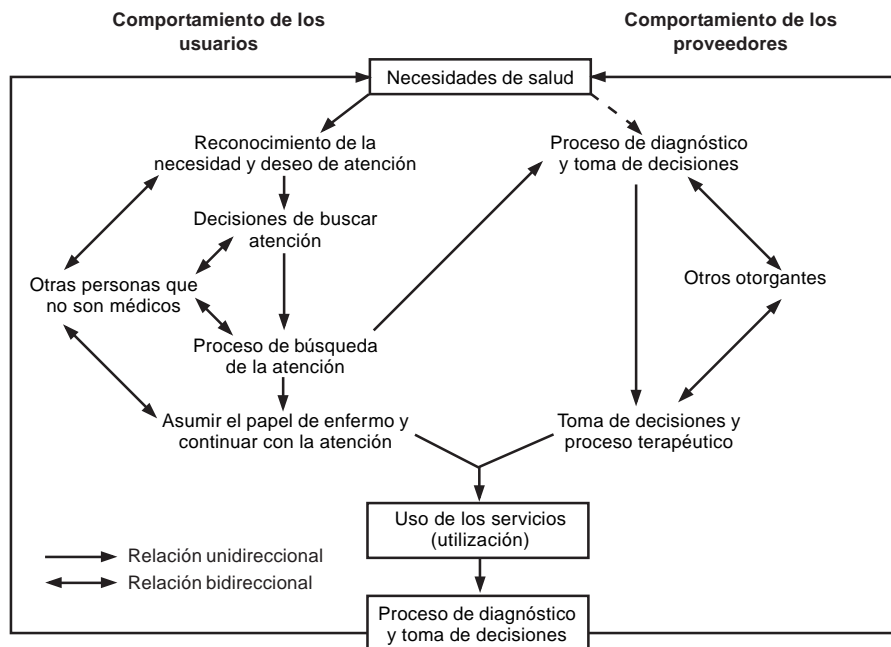 Comportamiento de los
usuarios
Comportamiento de los
proveedores
Necesidades de salud
Reconocimiento de la
necesidad y deseo de atención
Proceso de diagnóstico
y toma de decisiones
Decisiones de buscar
atención
Otras personas que
no son médicos
Otros otorgantes
Proceso de búsqueda
de la atención
Asumir el papel de enfermo y
continuar con la atención
Toma de decisiones y
proceso terapéutico
Uso de los servicios
(utilización)
Relación unidireccional
Relación bidireccional
Proceso de diagnóstico
y toma de decisiones